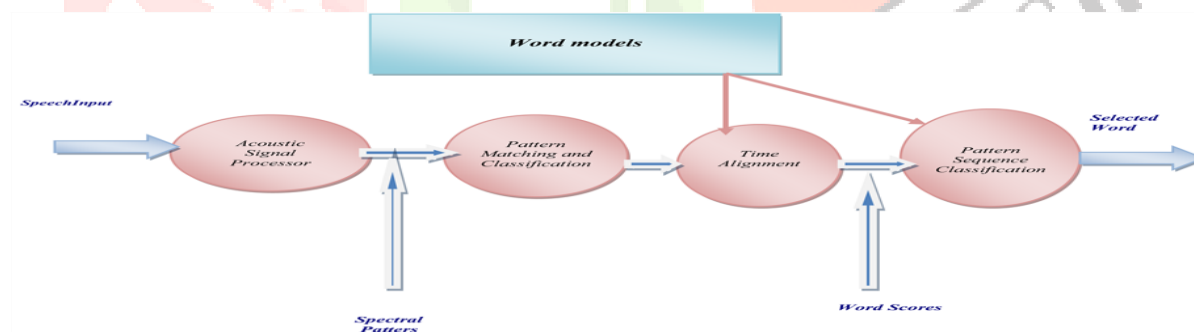 Word models
SpeechInput
Acoustic
Signal
Processor
Pattern
Matching and
Classification
Time
Alignment
Pattern
Sequence
Classification
Selected
Word
Spectral
Patters
Word Scores